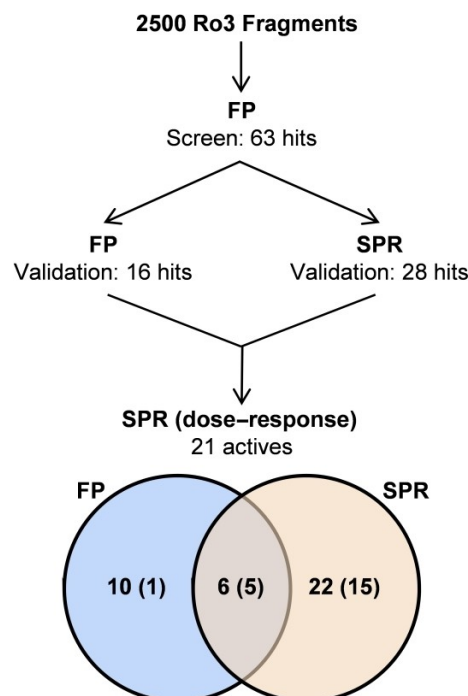 2500 Ro3 Fragments
FP
Screen: 63 hits
FP
Validation: 16 hits
SPR
Validation: 28 hits
SPR (dose–response)
21 actives
FP
SPR
10 (1)
6 (5)
22 (15)